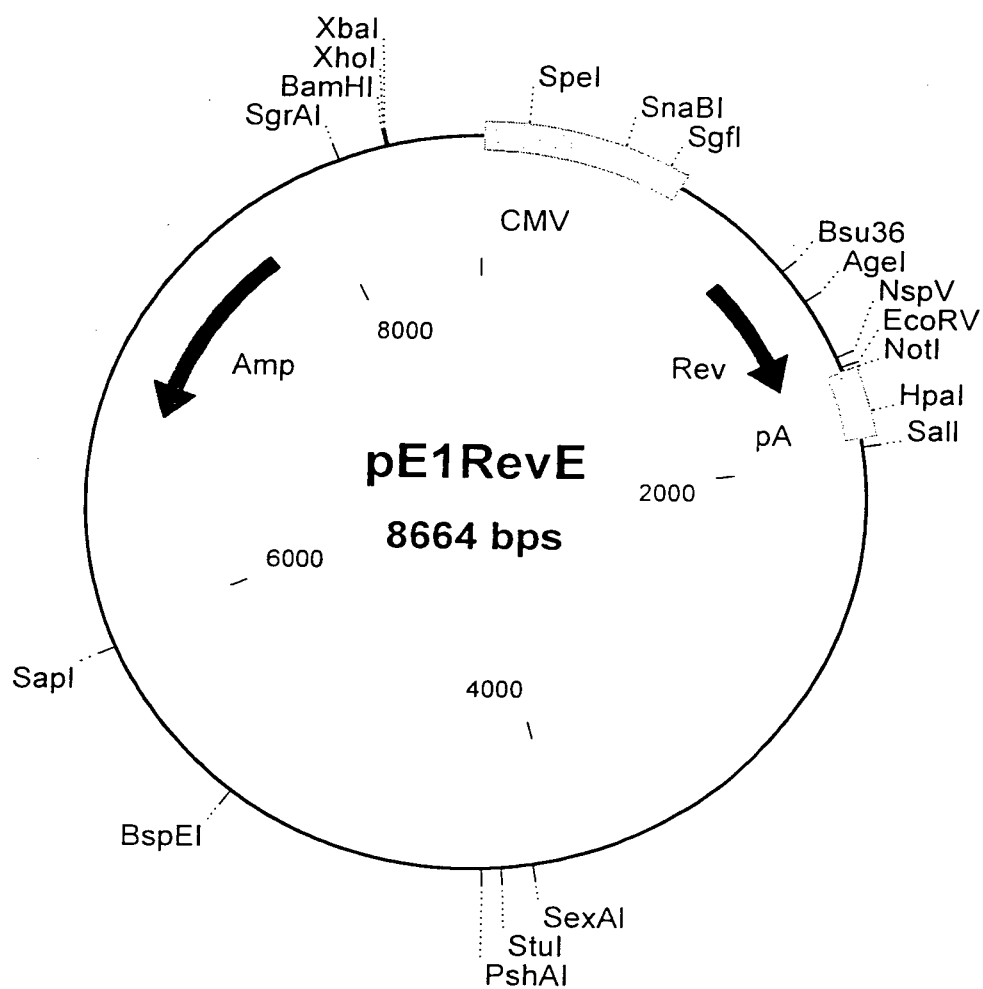 XbaI
XhoI
BamHI
SgrAI
SpeI
SnaBI
SgfI
CMV
Bsu36
AgeI
NspV
EcoRV
NotI
HpaI
SalI
8000
Amp
Rev
pA
pE1RevE
8664 bps
2000
6000
4000
SapI
BspEI
SexAI
StuI
PshAI